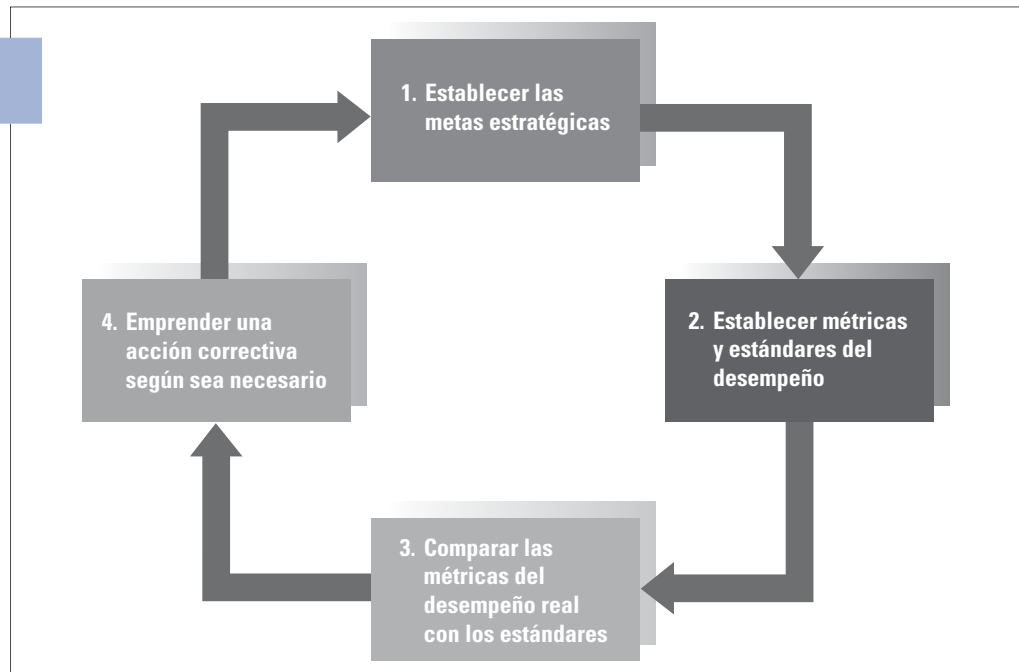 1. Establecer las
metas estratégicas
2. Establecer métricas
y estándares del
desempeño
3. Comparar las
métricas del
desempeño real
con los estándares
4. Emprender una
acción correctiva
según sea necesario